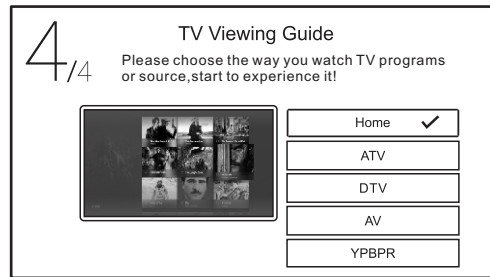 4/4
TV Viewing Guide
Please choose the way you watch TV programs
or source,start to experience it!
Home
ATV
DTV
AV
YPBPR